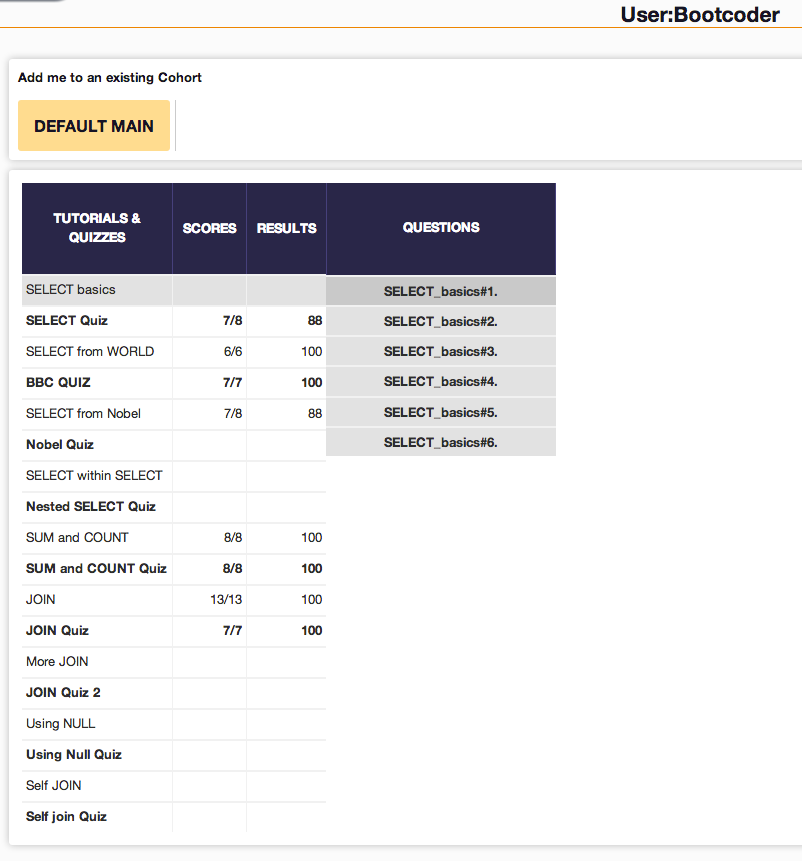 User:Bootcoder
Add me to an existing Cohort
DEFAULT MAIN
TUTORIALS & QUIZZES SCORES RESULTS QUESTIONS
SELECT basics
SELECT Quiz 7/8 88
SELECT from WORLD 6/6 100
BBC QUIZ 7/7 100
SELECT from Nobel 7/8 88
Nobel Quiz
SELECT within SELECT
Nested SELECT Quiz
SUM and COUNT 8/8 100
SUM and COUNT Quiz 8/8 100
JOIN 13/13 100
JOIN Quiz 7/7 100
More JOIN
JOIN Quiz 2
Using NULL
Using Null Quiz
Self JOIN
Self join Quiz
SELECT_basics#1.
SELECT_basics#2.
SELECT_basics#3.
SELECT_basics#4.
SELECT_basics#5.
SELECT_basics#6.